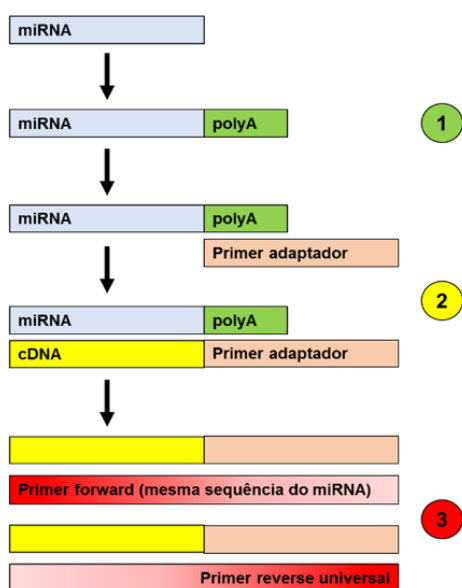 miRNA
miRNA polyA
1
miRNA polyA
Primer adaptador
2
miRNA polyA
cDNA Primer adaptador
Primer forward (mesma sequência do miRNA)
3
Primer reverse universal